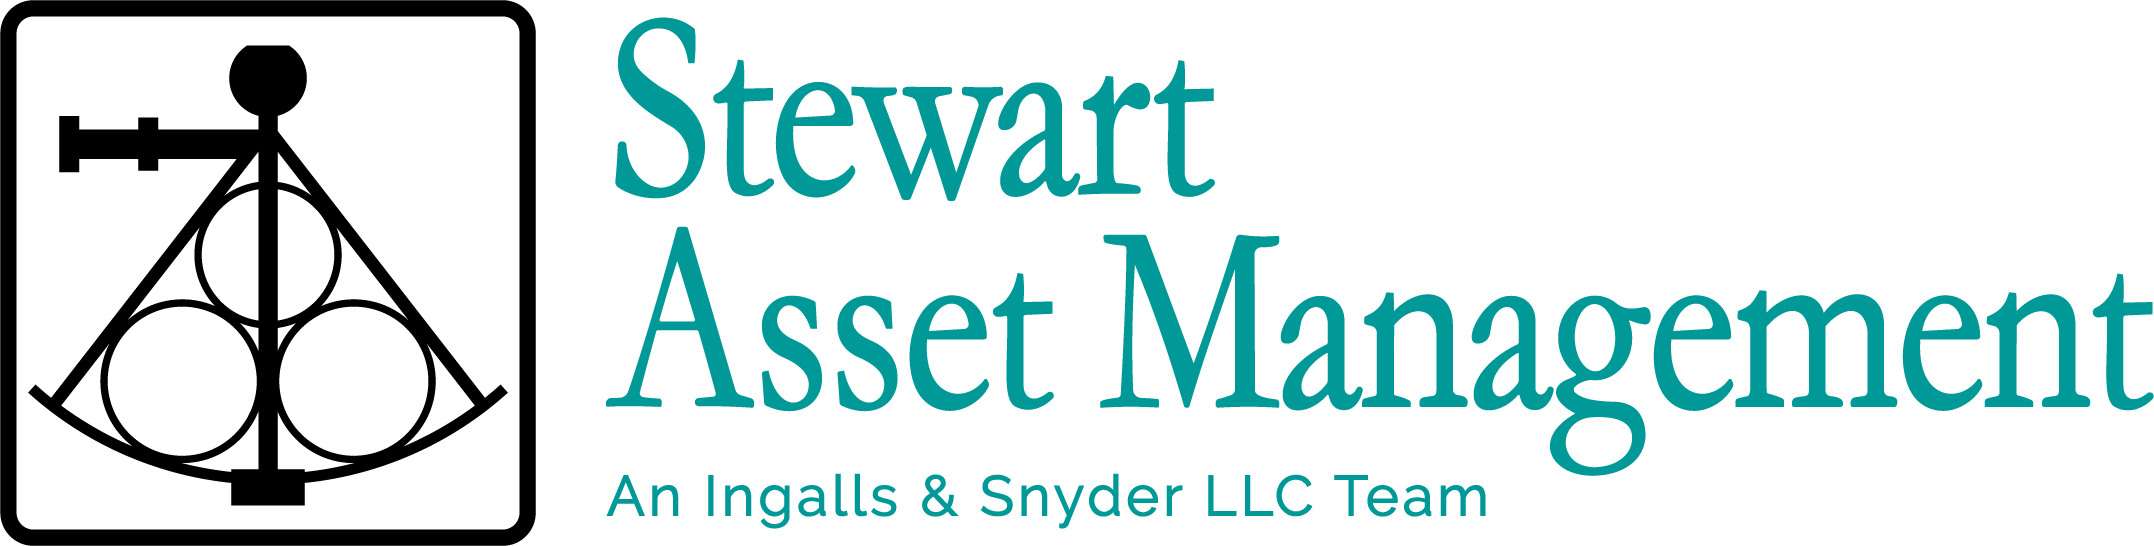 Stewart
Asset Management
An Ingalls & Snyder LLC Team